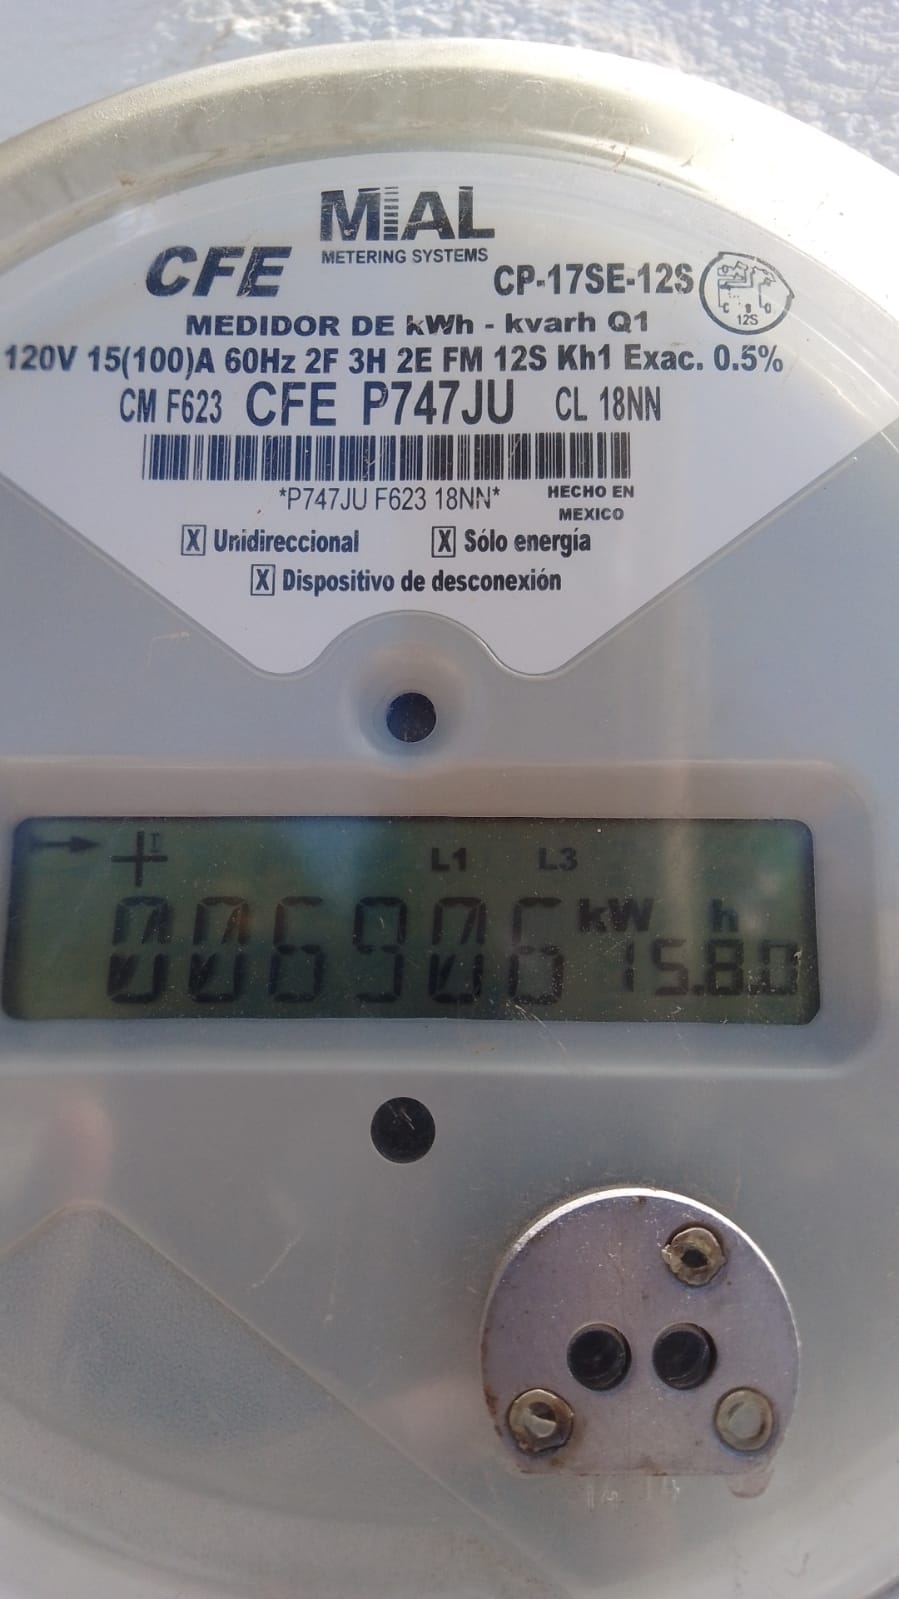 MIAL
METERING SYSTEMS
CFE
CP-17SE-12S
12S
MEDIDOR DE kWh - kvarh Q1
120V 15(100)A 60Hz 2F 3H 2E FM 12S Kh1 Exac. 0.5%
CM F623 CFE P747JU CL 18NN
*P747JU F623 18NN*
HECHO EN
MEXICO
X Unidireccional X Sólo energía
X Dispositivo de desconexión
I L1 L3
006906 kW h
15.8.0